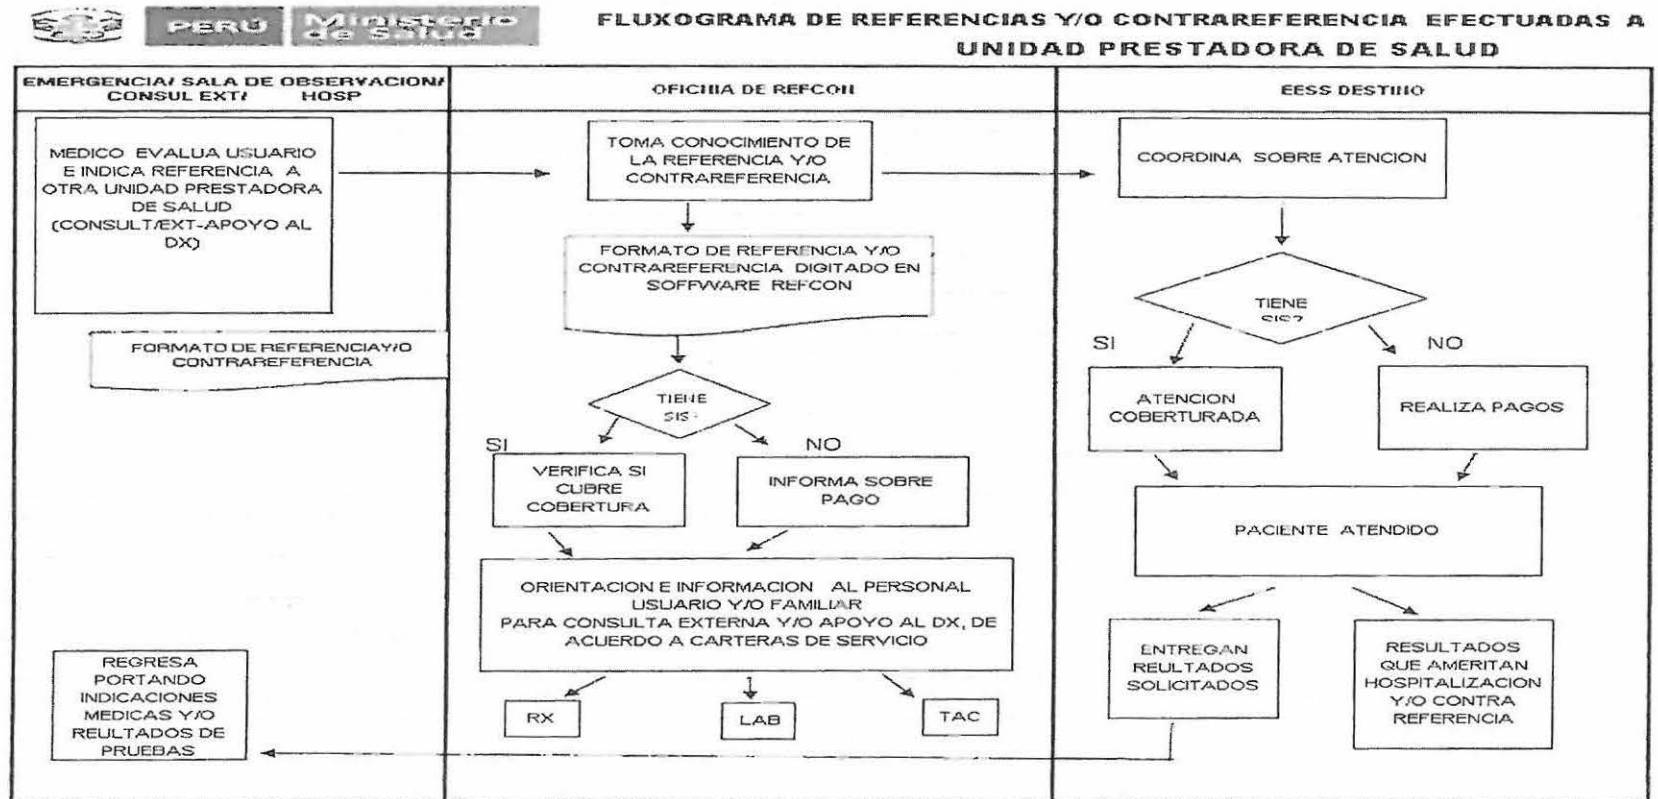 PERÚ
Ministerio
de Salud
FLUXOGRAMA DE REFERENCIAS Y/O CONTRAREFERENCIA EFECTUADAS A
UNIDAD PRESTADORA DE SALUD
EMERGENCIA/ SALA DE OBSERVACION/
CONSUL EXT/ HOSP
OFICINA DE REFCON
EESS DESTINO
MEDICO EVALUA USUARIO
E INDICA REFERENCIA A
OTRA UNIDAD PRESTADORA
DE SALUD
(CONSULT/EXT-APOYO AL
DX)
FORMATO DE REFERENCIA Y/O
CONTRAREFERENCIA
REGRESA
PORTANDO
INDICACIONES
MEDICAS Y/O
REULTADOS DE
PRUEBAS
TOMA CONOCIMIENTO DE
LA REFERENCIA Y/O
CONTRAREFERENCIA
FORMATO DE REFERENCIA Y/O
CONTRAREFERENCIA DIGITADO EN
SOFFWARE REFCON
TIENE
SIS?
SI
NO
VERIFICA SI
CUBRE
COBERTURA
INFORMA SOBRE
PAGO
ORIENTACION E INFORMACION AL PERSONAL
USUARIO Y/O FAMILIAR
PARA CONSULTA EXTERNA Y/O APOYO AL DX, DE
ACUERDO A CARTERAS DE SERVICIO
RX
LAB
TAC
COORDINA SOBRE ATENCION
TIENE
SIS?
SI
NO
ATENCION
COBERTURADA
REALIZA PAGOS
PACIENTE ATENDIDO
ENTREGAN
REULTADOS
SOLICITADOS
RESULTADOS
QUE AMERITAN
HOSPITALIZACION
Y/O CONTRA
REFERENCIA